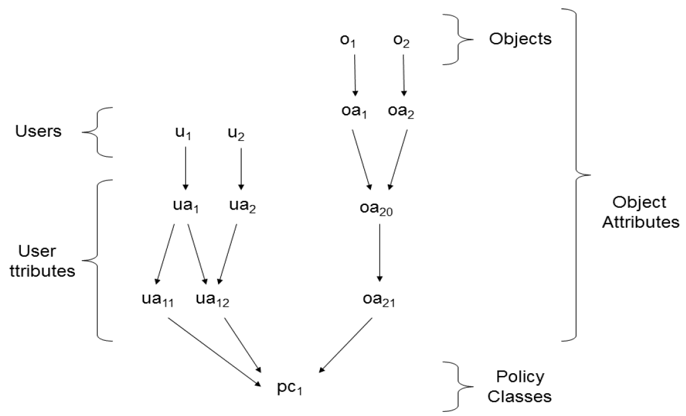 o1 o2 Objects
oa1 oa2
Users u1 u2
ua1 ua2 oa20
Object
Attributes
User
ttributes
ua11 ua12 oa21
pc1
Policy
Classes